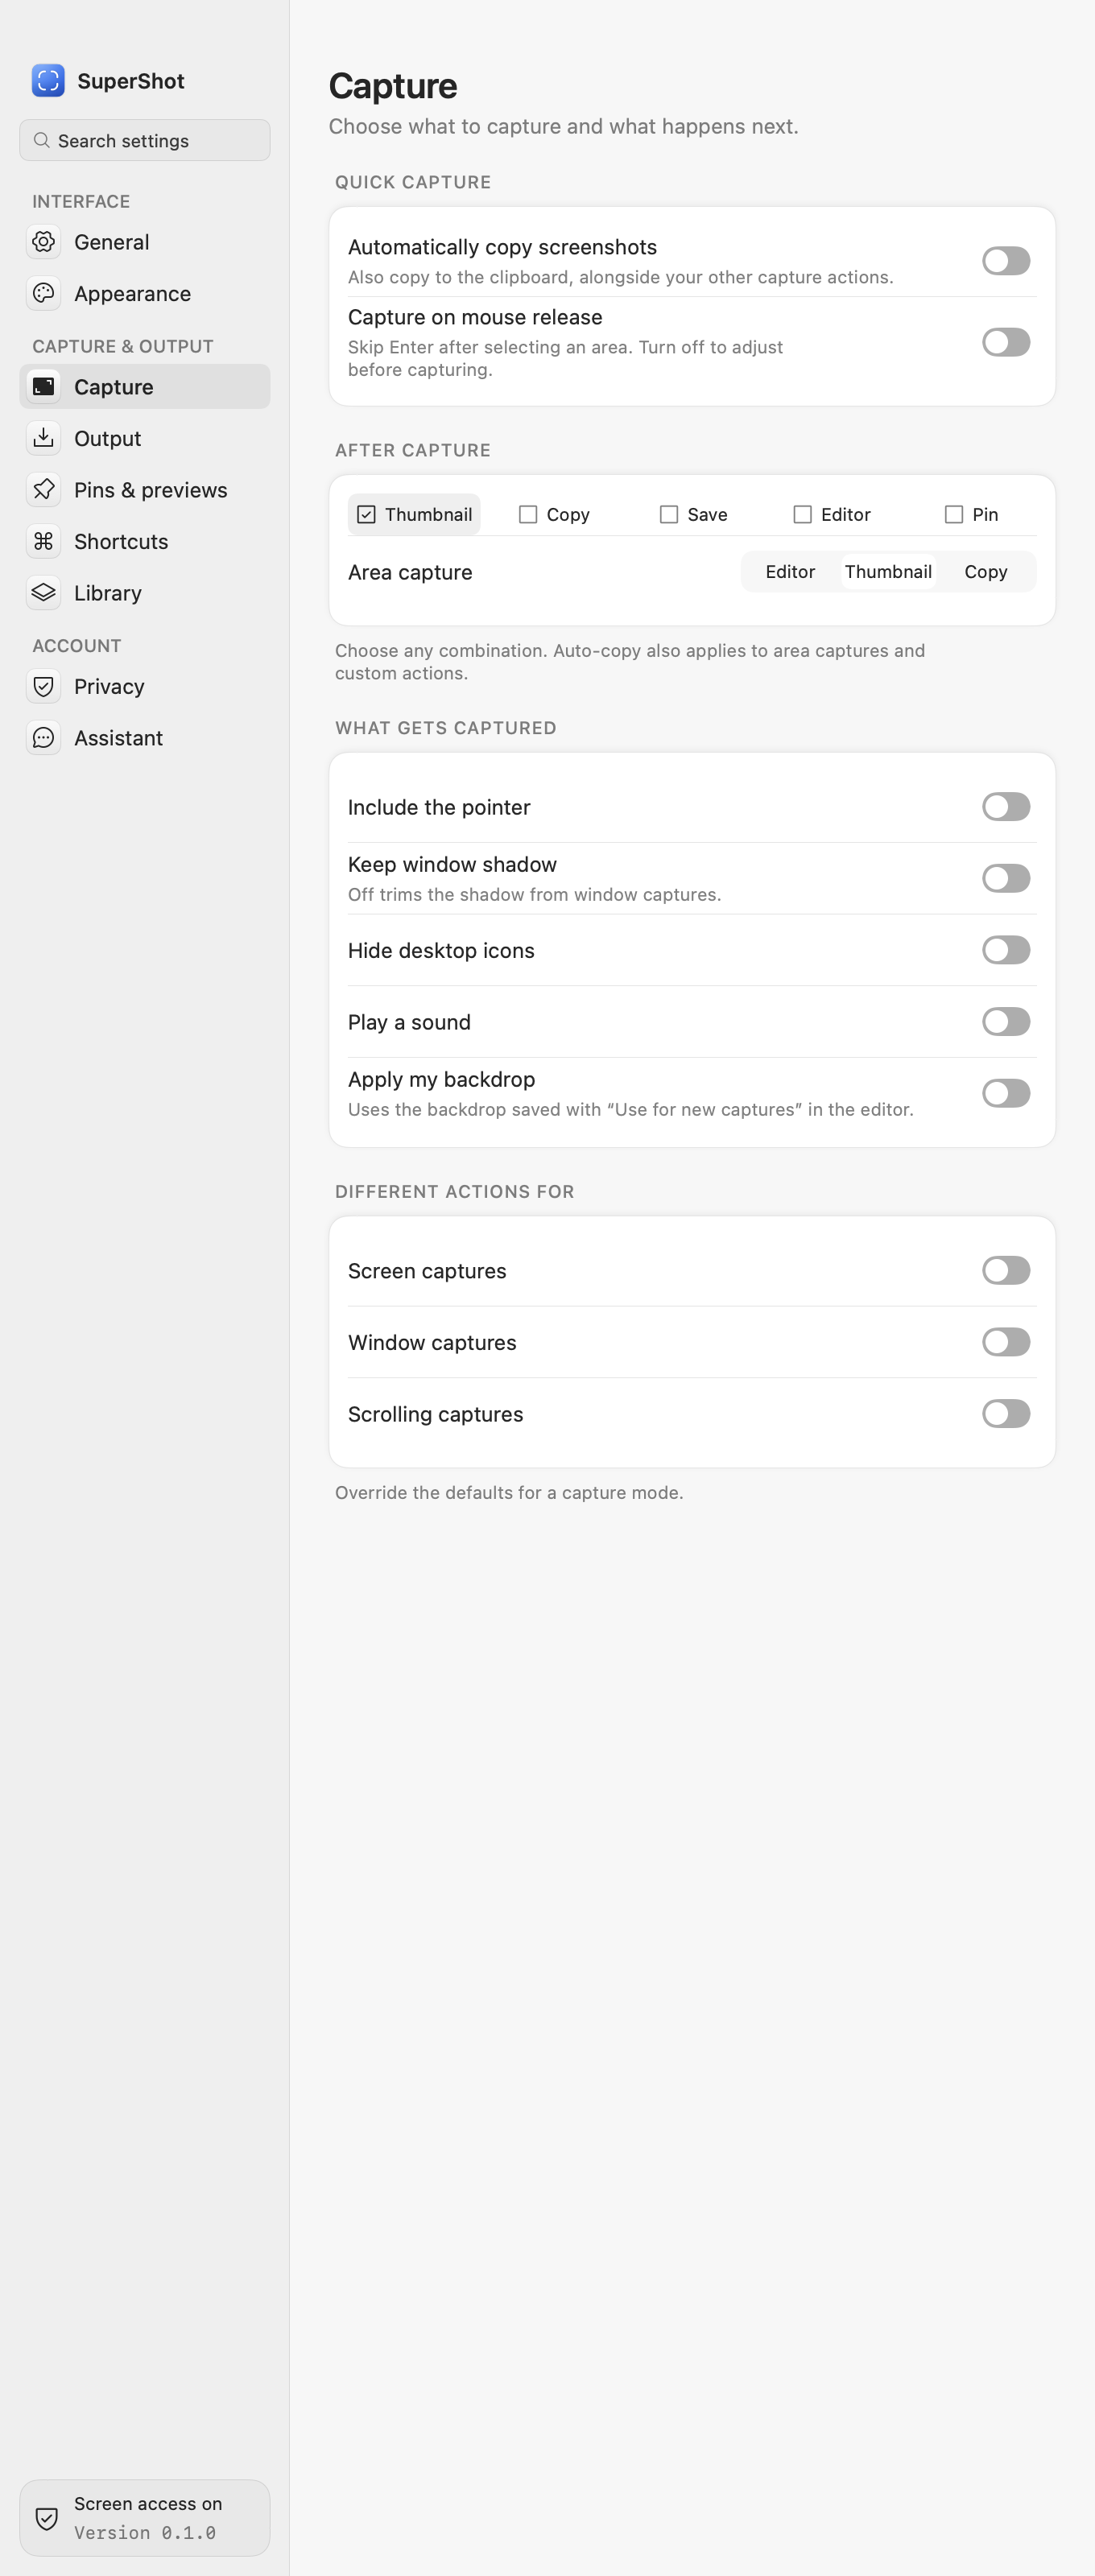 SuperShot
Search settings
INTERFACE
General
Appearance
CAPTURE & OUTPUT
Capture
Output
Pins & previews
Shortcuts
Library
ACCOUNT
Privacy
Assistant
Screen access on
Version 0.1.0
Capture
Choose what to capture and what happens next.
QUICK CAPTURE
Automatically copy screenshots
Also copy to the clipboard, alongside your other capture actions.
Capture on mouse release
Skip Enter after selecting an area. Turn off to adjust
before capturing.
AFTER CAPTURE
Thumbnail Copy Save Editor Pin
Area capture Editor Thumbnail Copy
Choose any combination. Auto-copy also applies to area captures and
custom actions.
WHAT GETS CAPTURED
Include the pointer
Keep window shadow
Off trims the shadow from window captures.
Hide desktop icons
Play a sound
Apply my backdrop
Uses the backdrop saved with “Use for new captures” in the editor.
DIFFERENT ACTIONS FOR
Screen captures
Window captures
Scrolling captures
Override the defaults for a capture mode.